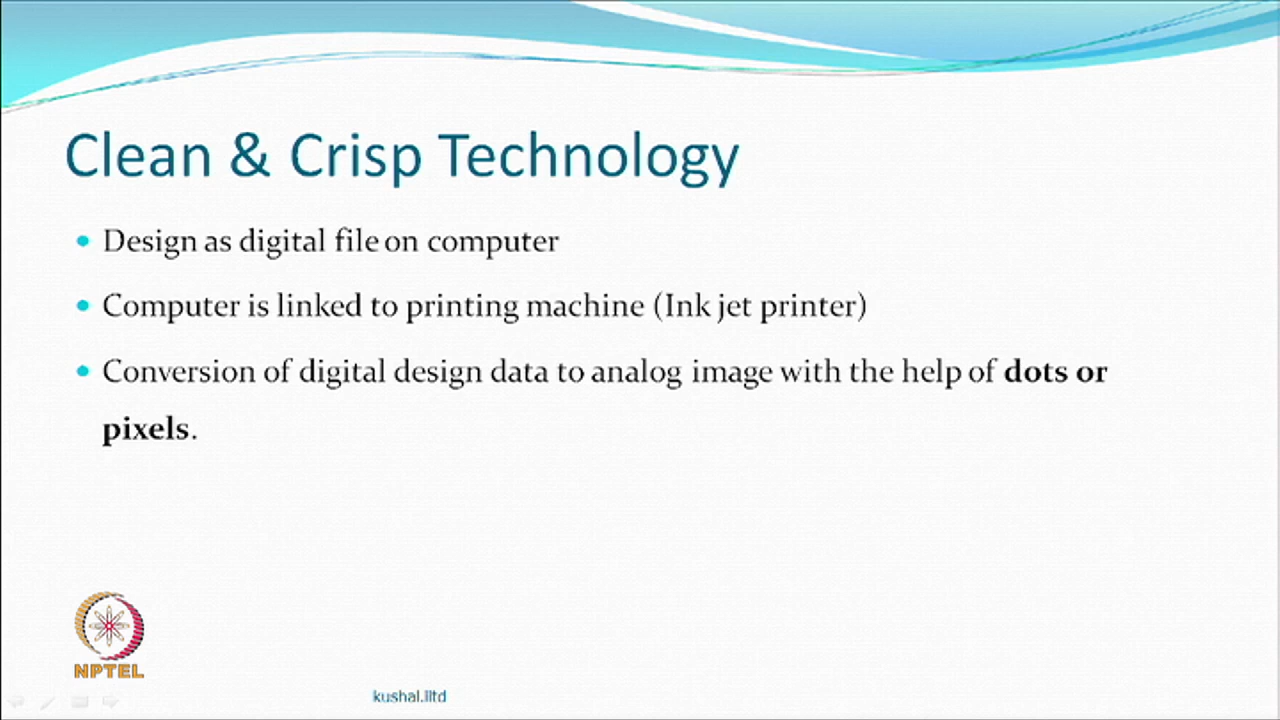 Clean & Crisp Technology
• Design as digital file on computer
• Computer is linked to printing machine (Ink jet printer)
• Conversion of digital design data to analog image with the help of dots or
pixels.
NPTEL
kushal.iitd